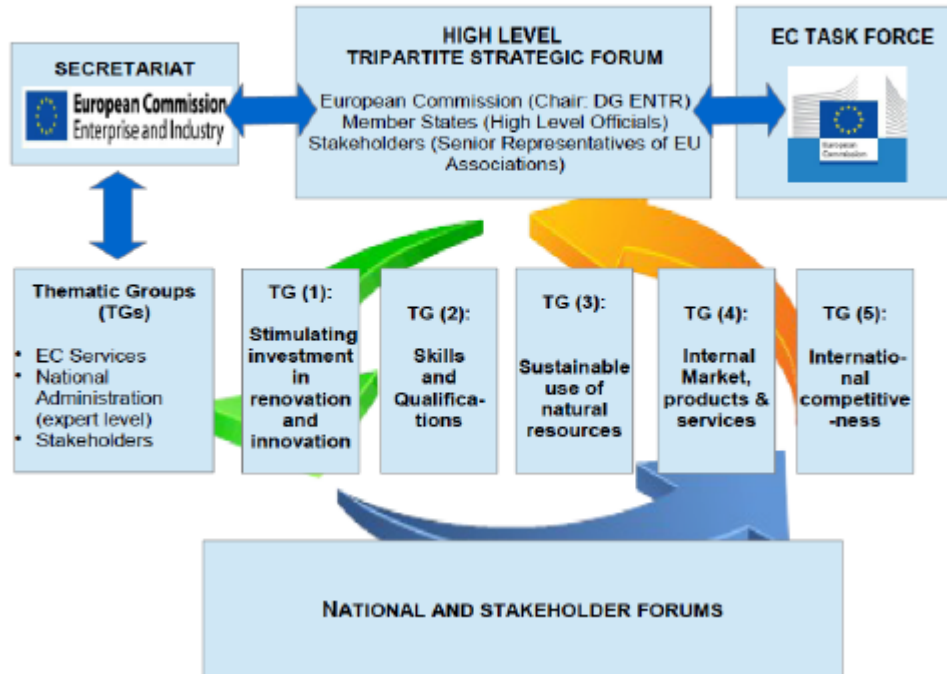 SECRETARIAT
European Commission
Enterprise and Industry
HIGH LEVEL
TRIPARTITE STRATEGIC FORUM
European Commission (Chair: DG ENTR)
Member States (High Level Officials)
Stakeholders (Senior Representatives of EU
Associations)
EC TASK FORCE
European
Commission
Thematic Groups
(TGs)
• EC Services
• National
Administration
(expert level)
• Stakeholders
TG (1):
Stimulating
investment
in
renovation
and
innovation
TG (2):
Skills
and
Qualifica-
tions
TG (3):
Sustainable
use of
natural
resources
TG (4):
Internal
Market,
products &
services
TG (5):
Internatio-
nal
competitive
-ness
NATIONAL AND STAKEHOLDER FORUMS